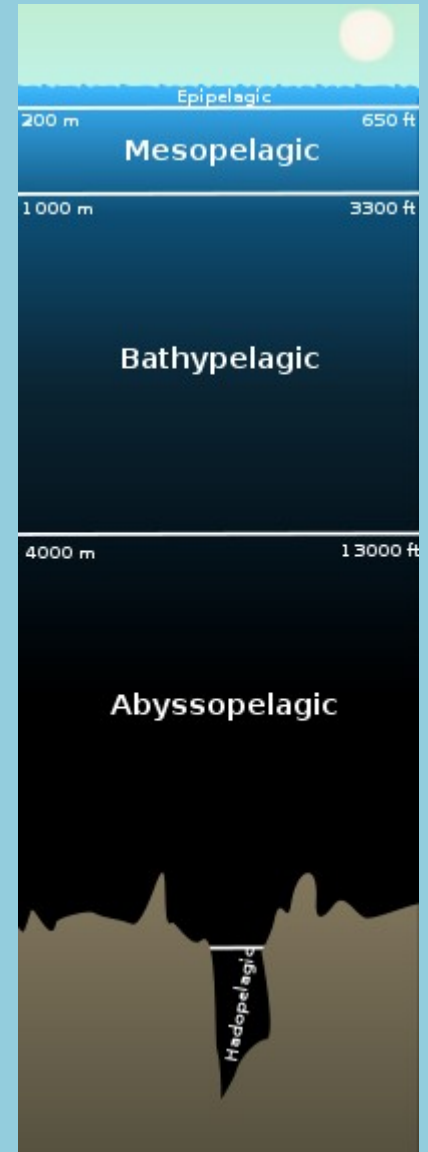 Epipelagic
200 m 650 ft
Mesopelagic
1000 m 3300 ft
Bathypelagic
4000 m 13000 ft
Abyssopelagic
Hadopelagic